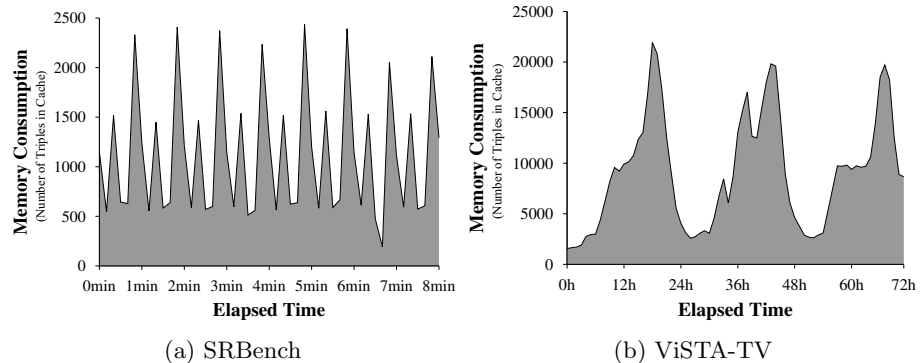 2500
2000
1500
1000
500
0
Memory Consumption
(Number of Triples in Cache)
0min 1min 2min 3min 4min 5min 6min 7min 8min
Elapsed Time
(a) SRBench
25000
20000
15000
10000
5000
0
Memory Consumption
(Number of Triples in Cache)
0h 12h 24h 36h 48h 60h 72h
Elapsed Time
(b) ViSTA-TV